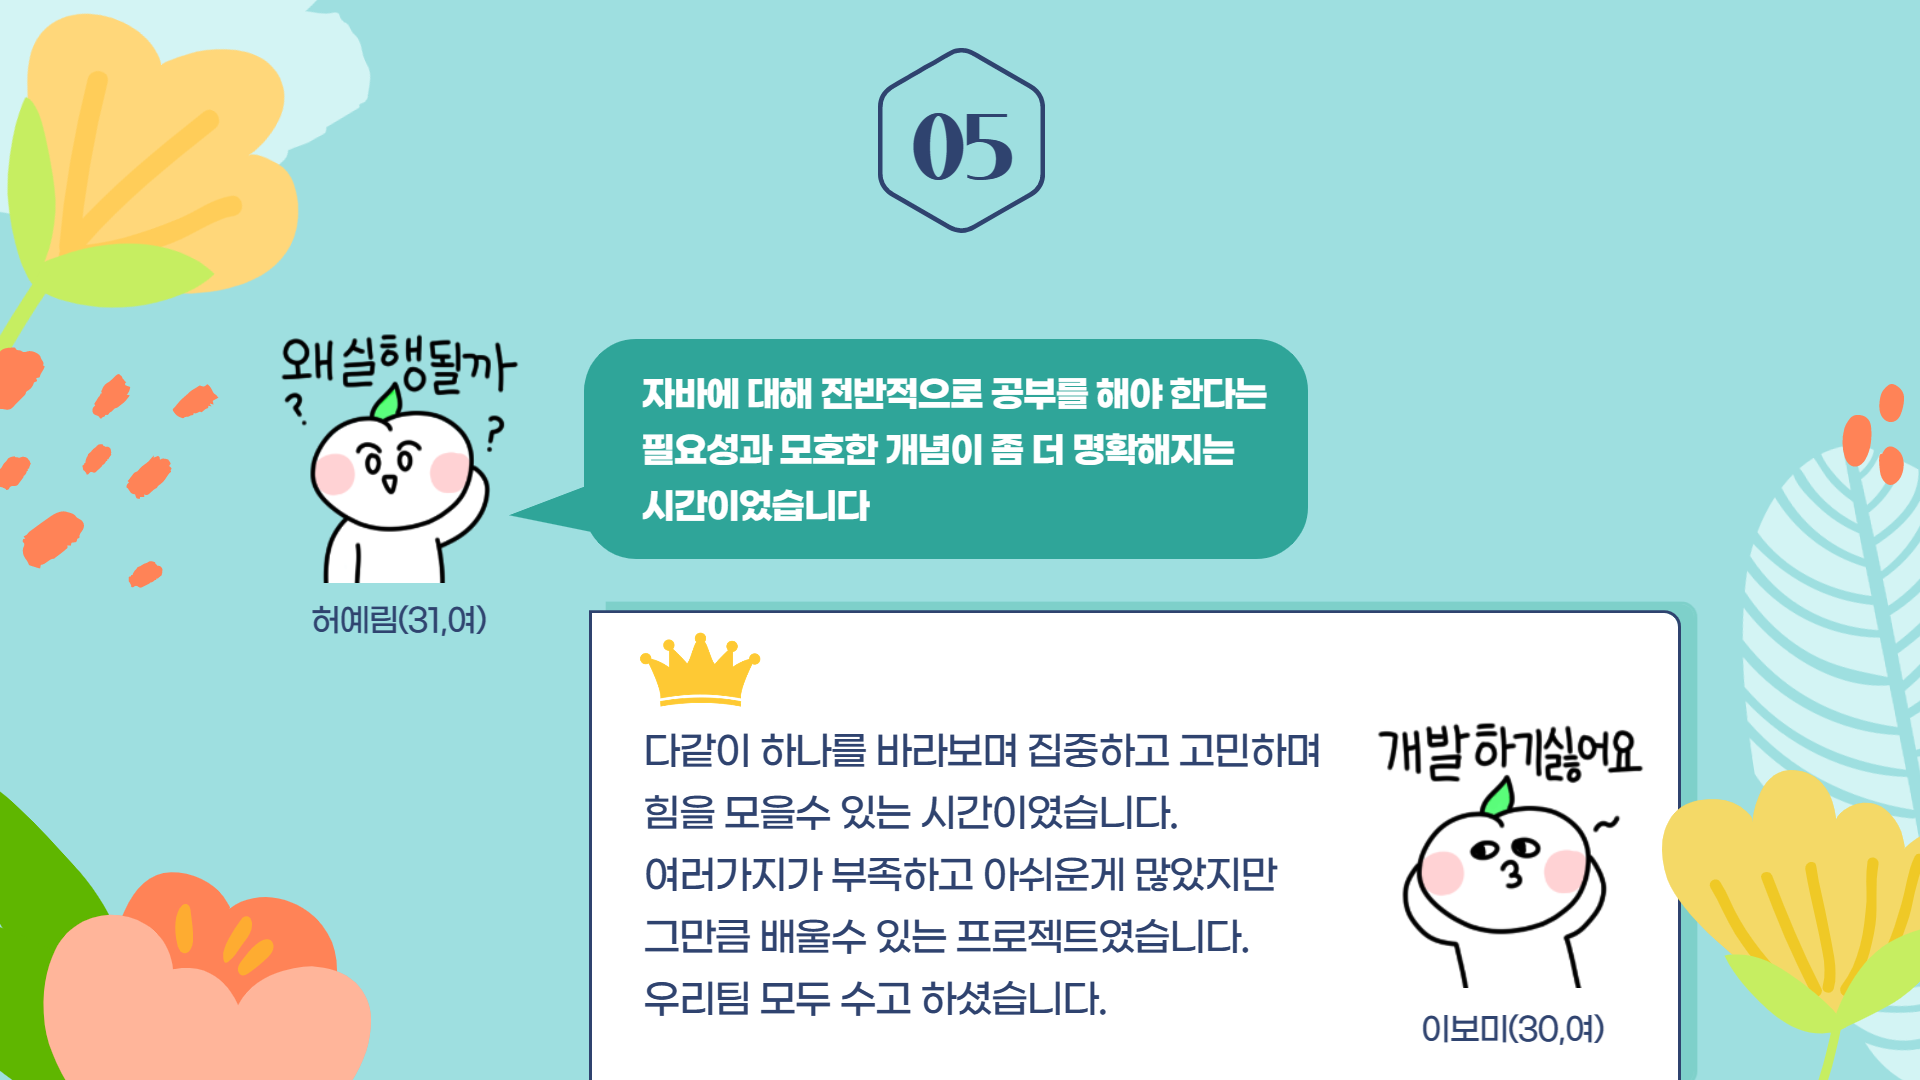 05
왜 실행될까
? ?
자바에 대해 전반적으로 공부를 해야 한다는
필요성과 모호한 개념이 좀 더 명확해지는
시간이었습니다
허예림(31,여)
다같이 하나를 바라보며 집중하고 고민하며
힘을 모을수 있는 시간이였습니다.
여러가지가 부족하고 아쉬운게 많았지만
그만큼 배울수 있는 프로젝트였습니다.
우리팀 모두 수고 하셨습니다.
개발하기싫어요
~
이보미(30,여)